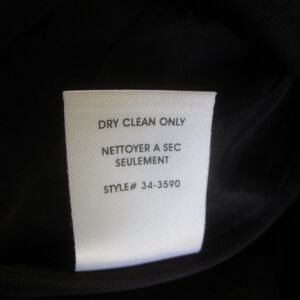 DRY CLEAN ONLY
NETTOYER A SEC
SEULEMENT
STYLE# 34-3590